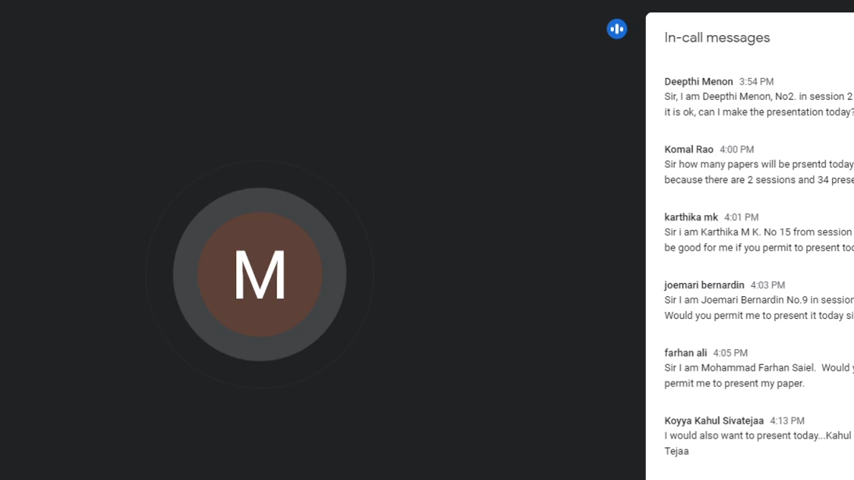 In-call messages
Deepthi Menon 3:54 PM
Sir, I am Deepthi Menon, No2. in session 2
it is ok, can I make the presentation today?
Komal Rao 4:00 PM
Sir how many papers will be prsentd today
because there are 2 sessions and 34 prese
karthika mk 4:01 PM
Sir i am Karthika M K. No 15 from session
be good for me if you permit to present to
joemari bernardin 4:03 PM
Sir I am Joemari Bernardin No.9 in session
Would you permit me to present it today si
M
farhan ali 4:05 PM
Sir I am Mohammad Farhan Saiel. Would
permit me to present my paper.
Koyya Kahul Sivatejaa 4:13 PM
I would also want to present today...Kahul
Tejaa